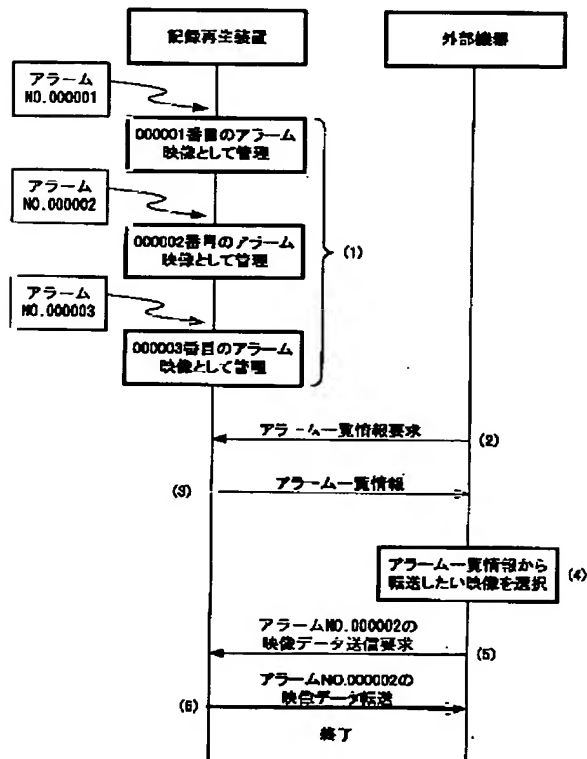 記録再生装置
外部機器
アラーム
NO.000001
000001番目のアラーム
映像として管理
アラーム
NO.000002
000002番目のアラーム
映像として管理
(1)
アラーム
NO.000003
000003番目のアラーム
映像として管理
アラーム一覧情報要求
(2)
(3)
アラーム一覧情報
アラーム一覧情報から
転送したい映像を選択
(4)
アラームNO.000002の
映像データ送信要求
(5)
アラームNO.000002の
映像データ転送
(6)
終了